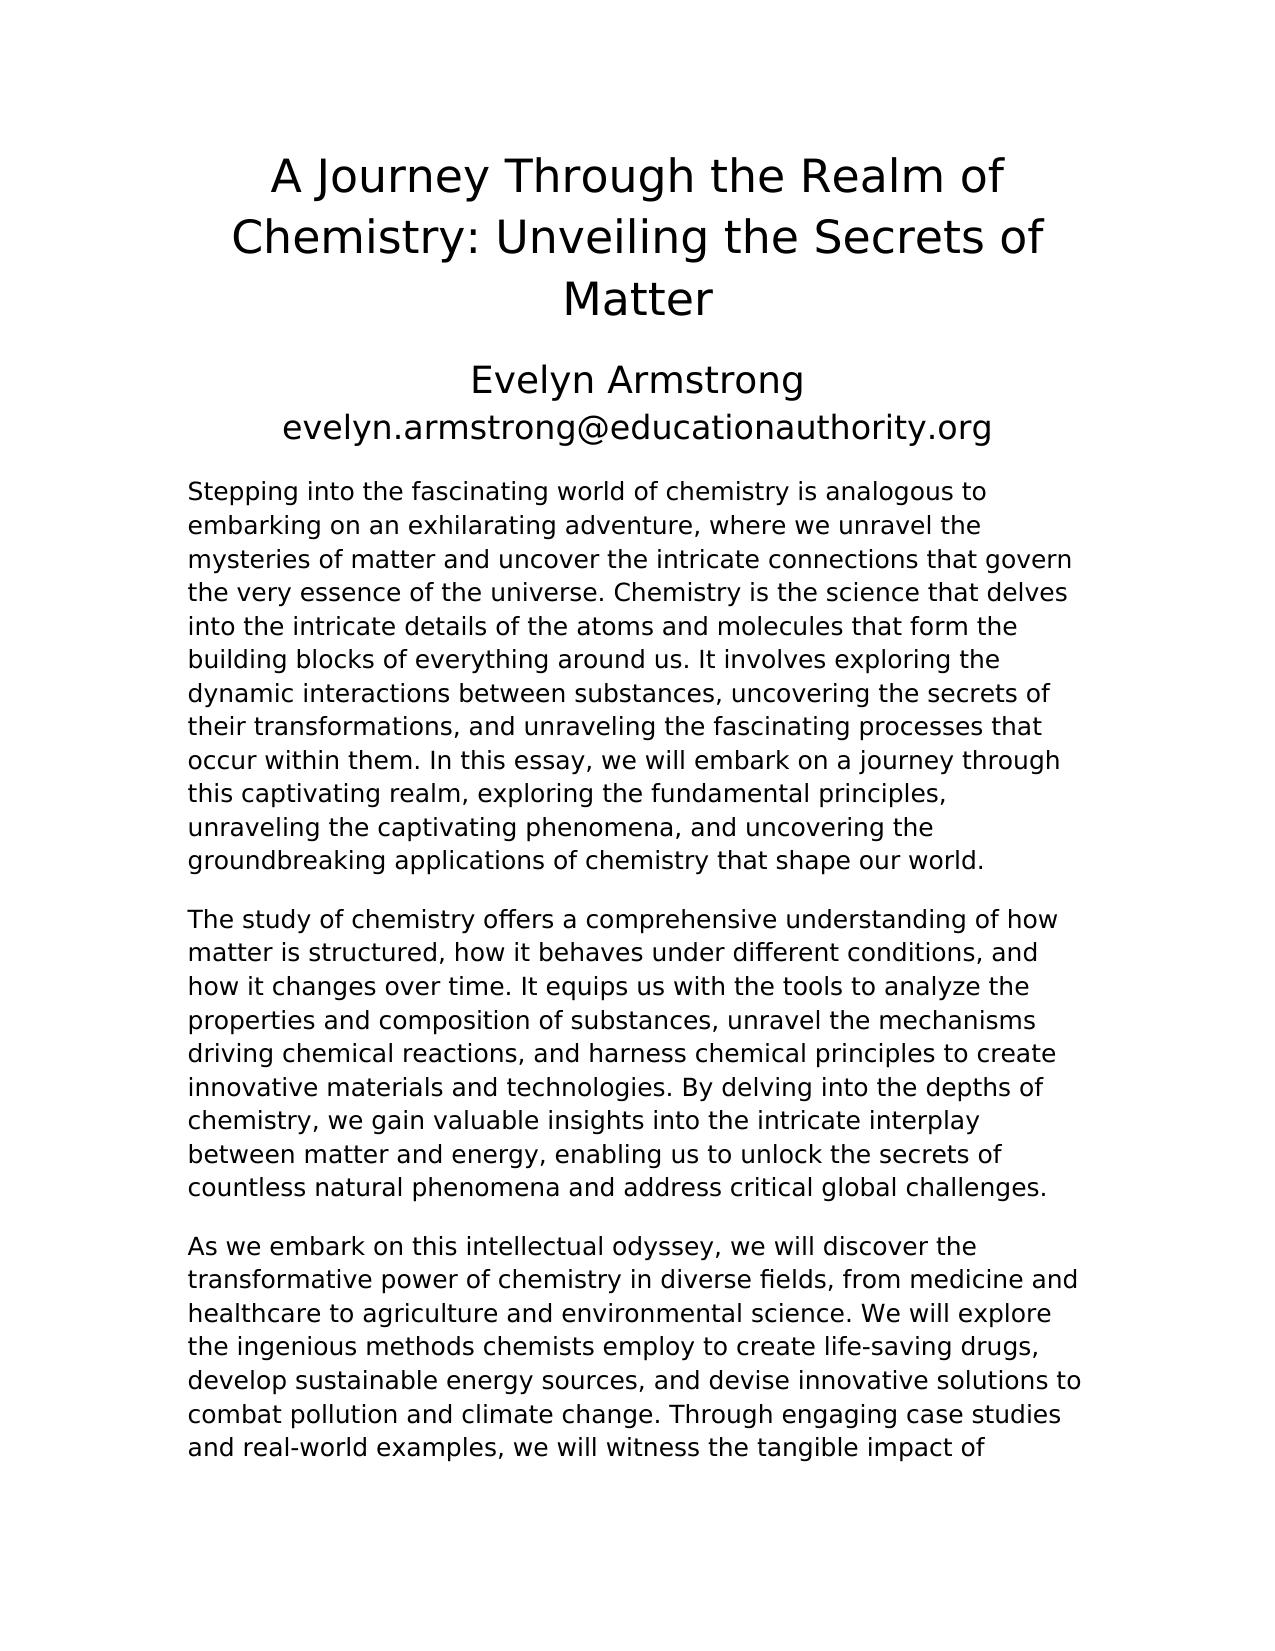 A Journey Through the Realm of
Chemistry: Unveiling the Secrets of
Matter
Evelyn Armstrong
evelyn.armstrong@educationauthority.org
Stepping into the fascinating world of chemistry is analogous to
embarking on an exhilarating adventure, where we unravel the
mysteries of matter and uncover the intricate connections that govern
the very essence of the universe. Chemistry is the science that delves
into the intricate details of the atoms and molecules that form the
building blocks of everything around us. It involves exploring the
dynamic interactions between substances, uncovering the secrets of
their transformations, and unraveling the fascinating processes that
occur within them. In this essay, we will embark on a journey through
this captivating realm, exploring the fundamental principles,
unraveling the captivating phenomena, and uncovering the
groundbreaking applications of chemistry that shape our world.
The study of chemistry offers a comprehensive understanding of how
matter is structured, how it behaves under different conditions, and
how it changes over time. It equips us with the tools to analyze the
properties and composition of substances, unravel the mechanisms
driving chemical reactions, and harness chemical principles to create
innovative materials and technologies. By delving into the depths of
chemistry, we gain valuable insights into the intricate interplay
between matter and energy, enabling us to unlock the secrets of
countless natural phenomena and address critical global challenges.
As we embark on this intellectual odyssey, we will discover the
transformative power of chemistry in diverse fields, from medicine and
healthcare to agriculture and environmental science. We will explore
the ingenious methods chemists employ to create life-saving drugs,
develop sustainable energy sources, and devise innovative solutions to
combat pollution and climate change. Through engaging case studies
and real-world examples, we will witness the tangible impact of